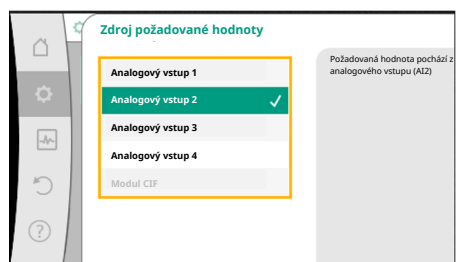 Zdroj požadované hodnoty
Analogový vstup 1
Analogový vstup 2
Analogový vstup 3
Analogový vstup 4
Modul CIF
Požadovaná hodnota pochází z
analogového vstupu (AI2)
?